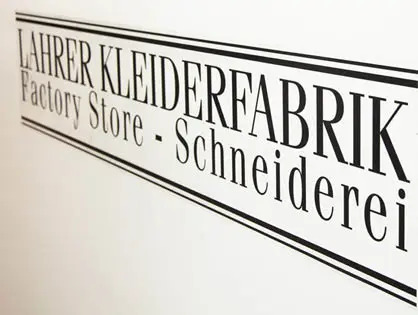 LAHRER KLEIDERFABRIK
Factory Store - Schneiderei